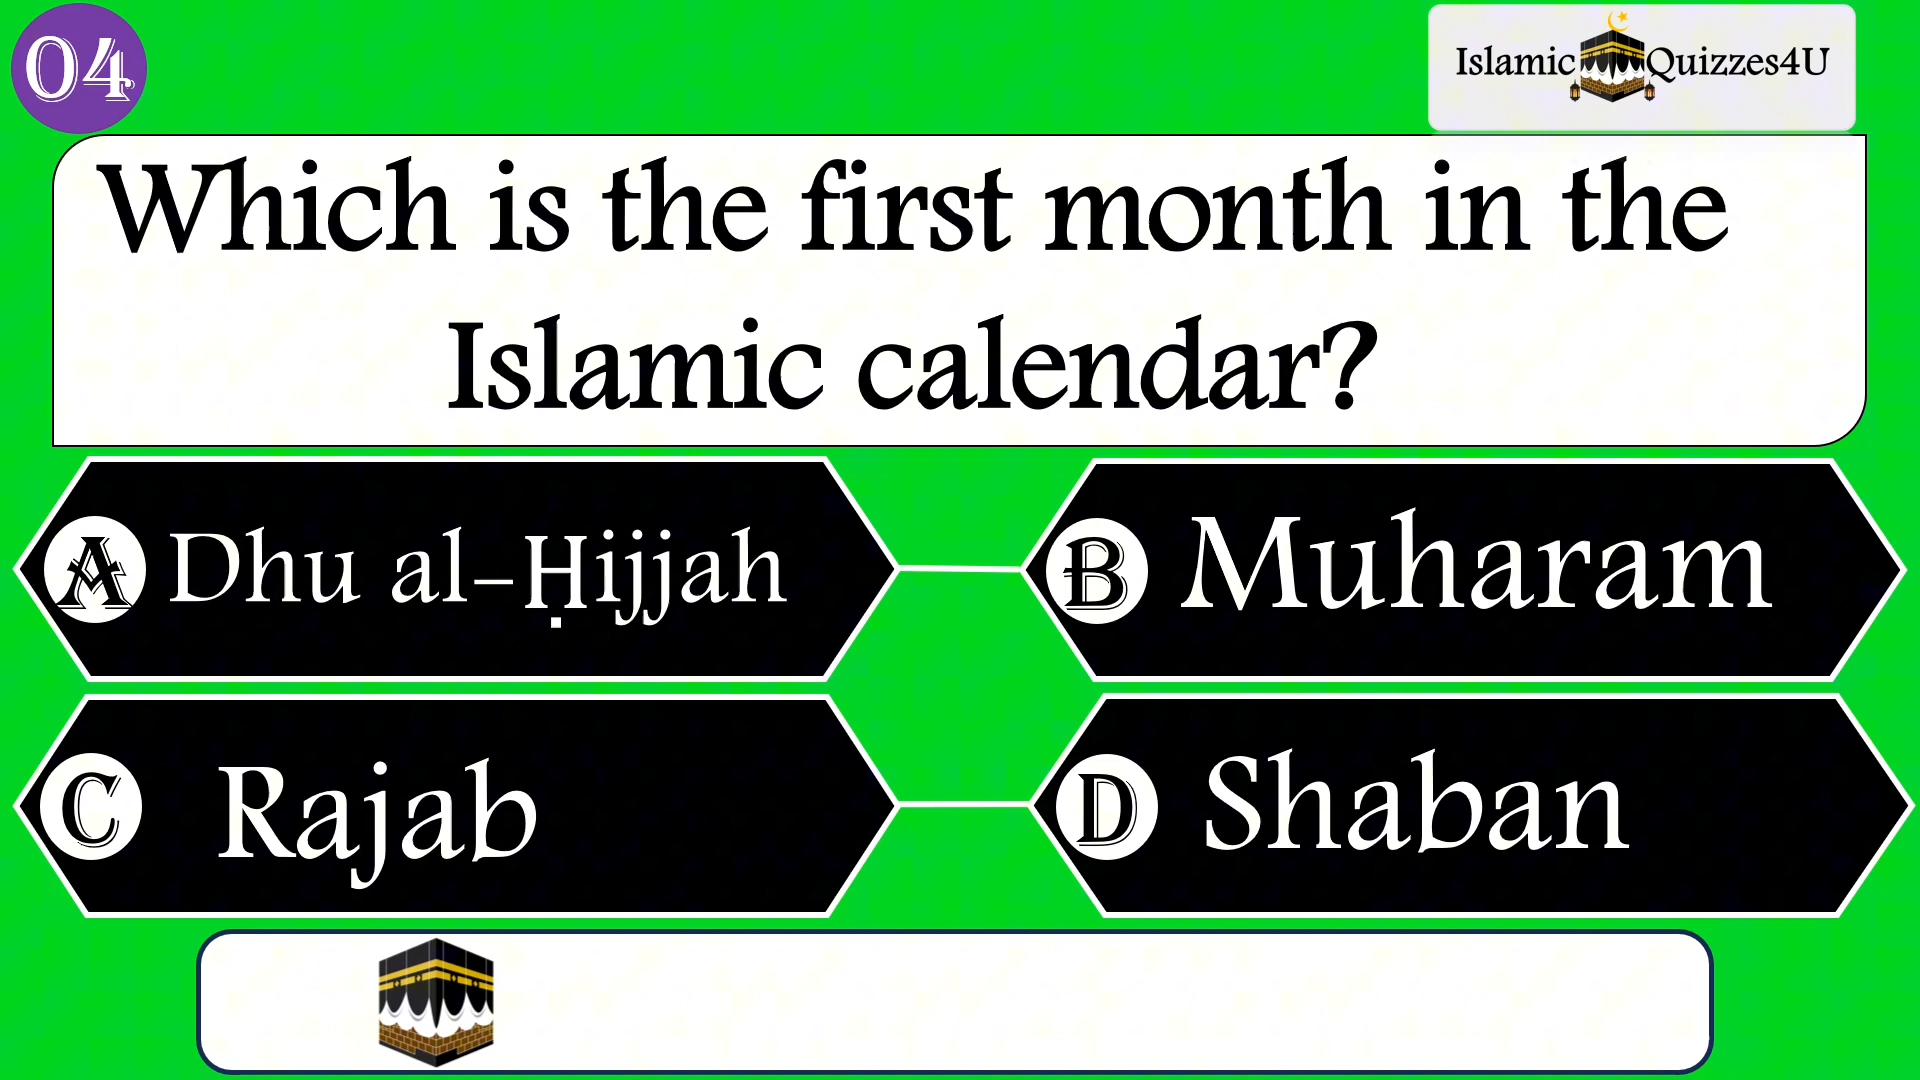 04
Islamic Quizzes4U
Which is the first month in the
Islamic calendar?
A Dhu al-Ḥijjah
B Muharam
C Rajab
D Shaban